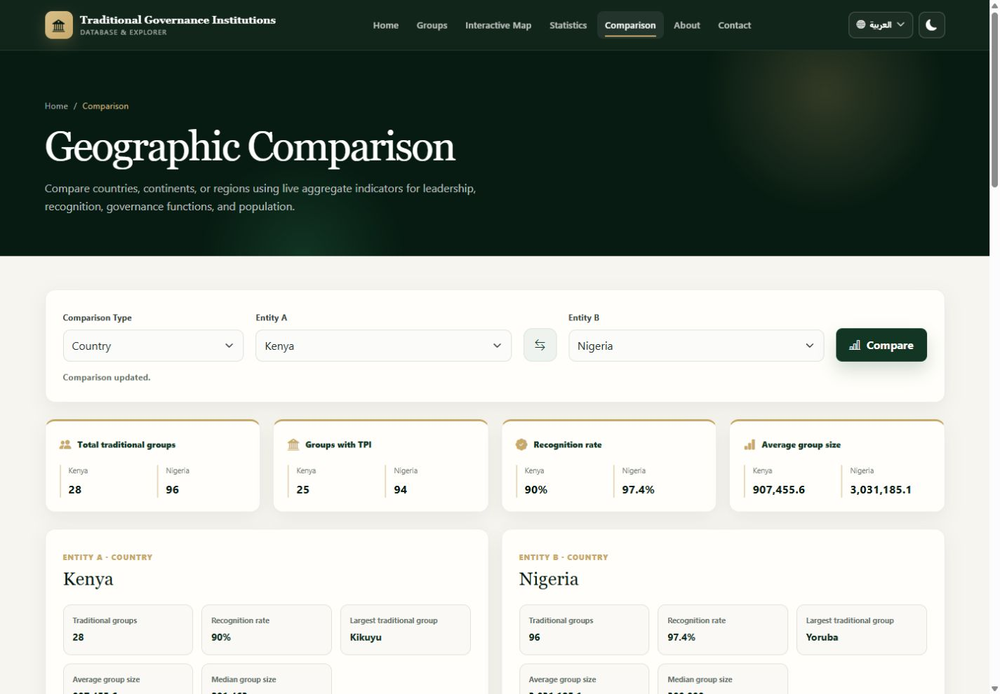 Traditional Governance Institutions
DATABASE & EXPLORER
Home
Groups
Interactive Map
Statistics
Comparison
About
Contact
العربية
Home / Comparison
Geographic Comparison
Compare countries, continents, or regions using live aggregate indicators for leadership,
recognition, governance functions, and population.
Comparison Type
Country
Entity A
Kenya
Entity B
Nigeria
Compare
Comparison updated.
Total traditional groups
Kenya
28
Nigeria
96
Groups with TPI
Kenya
25
Nigeria
94
Recognition rate
Kenya
90%
Nigeria
97.4%
Average group size
Kenya
907,455.6
Nigeria
3,031,185.1
ENTITY A - COUNTRY
Kenya
Traditional groups
28
Recognition rate
90%
Largest traditional group
Kikuyu
Average group size
Median group size
ENTITY B - COUNTRY
Nigeria
Traditional groups
96
Recognition rate
97.4%
Largest traditional group
Yoruba
Average group size
Median group size